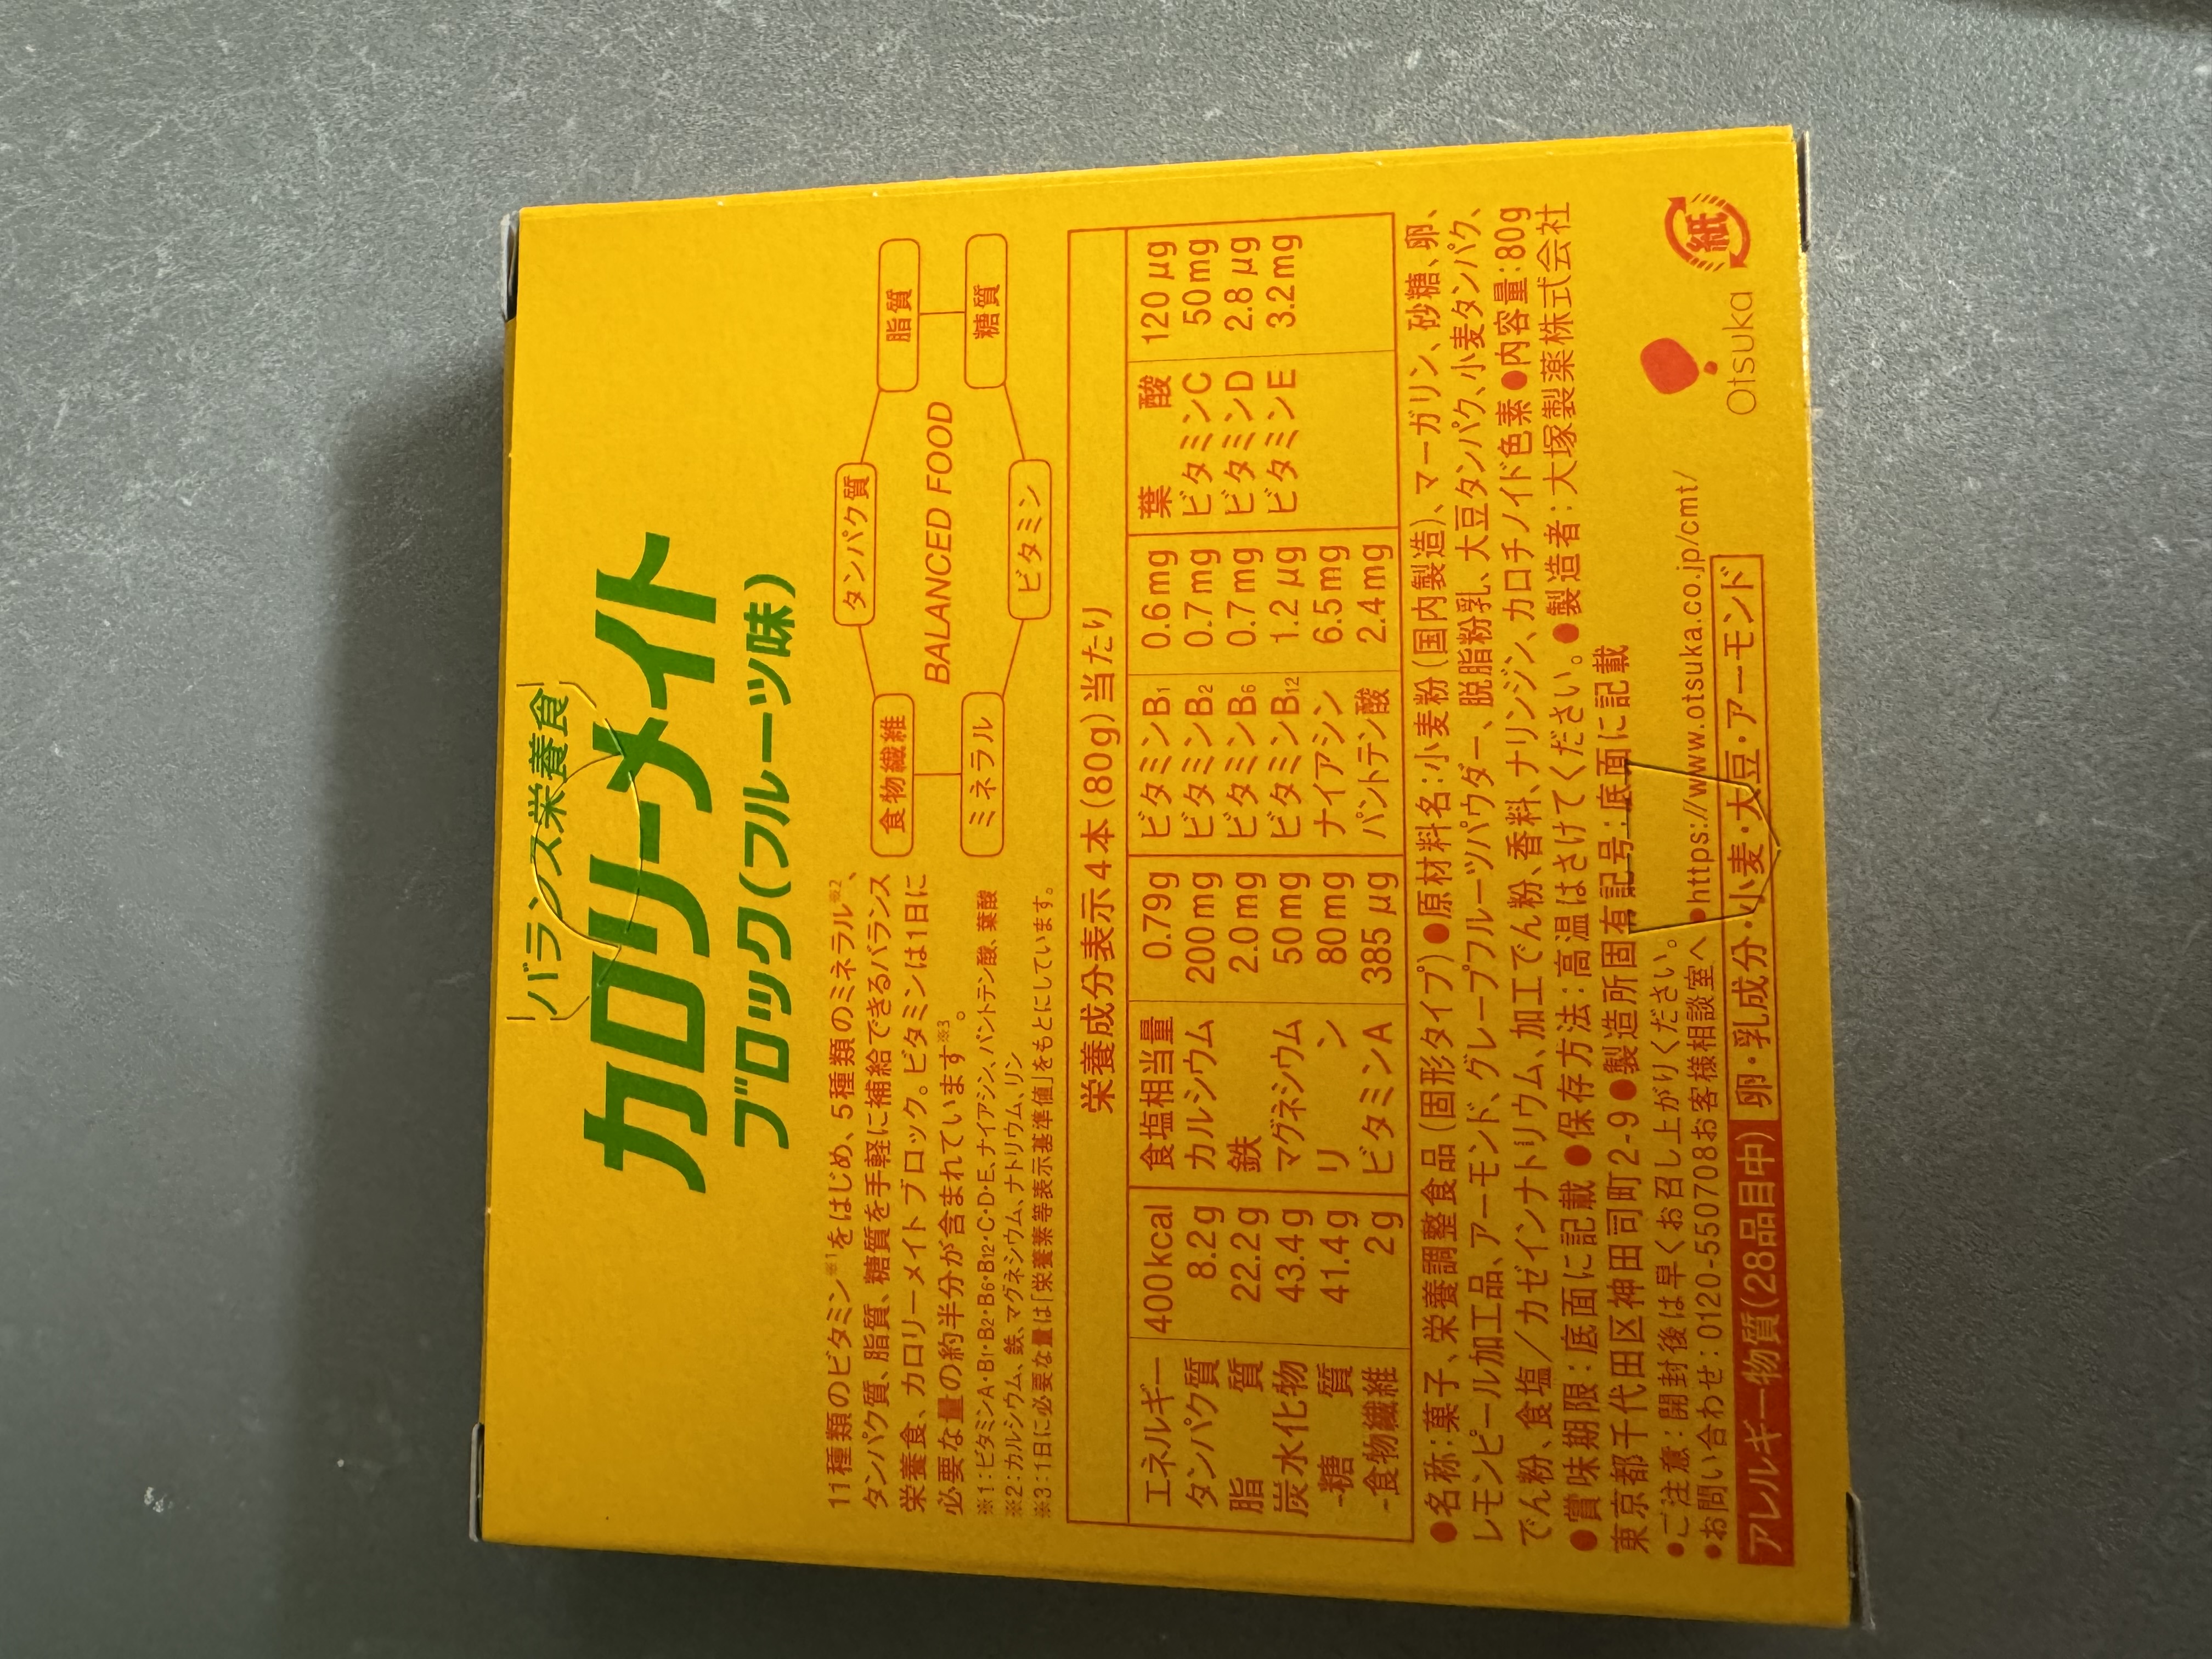 バランス栄養食
カロリーメイト
ブロック(フルーツ味)
11種類のビタミン※1をはじめ、5種類のミネラル※2、
タンパク質、脂質、糖質を手軽に補給できるバランス
栄養食、カロリーメイト ブロック。ビタミンは1日に
必要な量の約半分が含まれています※3。
※1:ビタミンA・B1・B2・B6・B12・C・D・E、ナイアシン、パントテン酸、葉酸
※2:カルシウム、鉄、マグネシウム、ナトリウム、リン
※3:1日に必要な量は「栄養素等表示基準値」をもとにしています。
タンパク質
食物繊維 脂質
BALANCED FOOD
ミネラル 糖質
ビタミン
栄養成分表示4本(80g)当たり
エネルギー 400kcal 食塩相当量 0.79g ビタミンB1 0.6mg 葉酸 120μg
タンパク質 8.2g カルシウム 200mg ビタミンB2 0.7mg ビタミンC 50mg
脂質 22.2g 鉄 2.0mg ビタミンB6 0.7mg ビタミンD 2.8μg
炭水化物 43.4g マグネシウム 50mg ビタミンB12 1.2μg ビタミンE 3.2mg
-糖質 41.4g リン 80mg ナイアシン 6.5mg
-食物繊維 2g ビタミンA 385μg パントテン酸 2.4mg
●名称:菓子、栄養調整食品(固形タイプ)●原材料名:小麦粉(国内製造)、マーガリン、砂糖、卵、
レモンピール加工品、アーモンド、グレープフルーツパウダー、脱脂粉乳、大豆タンパク、小麦タンパク、
でん粉、食塩/カゼインナトリウム、加工でん粉、香料、ナリンジン、カロチノイド色素●内容量:80g
●賞味期限:底面に記載●保存方法:高温はさけてください。●製造者:大塚製薬株式会社
東京都千代田区神田司町2-9●製造所固有記号:底面に記載
●ご注意:開封後は早くお召し上がりください。
●お問い合わせ:0120-550708お客様相談室へ ●https://www.otsuka.co.jp/cmt/
アレルギー物質(28品目中) 卵・乳成分・小麦・大豆・アーモンド
Otsuka
紙